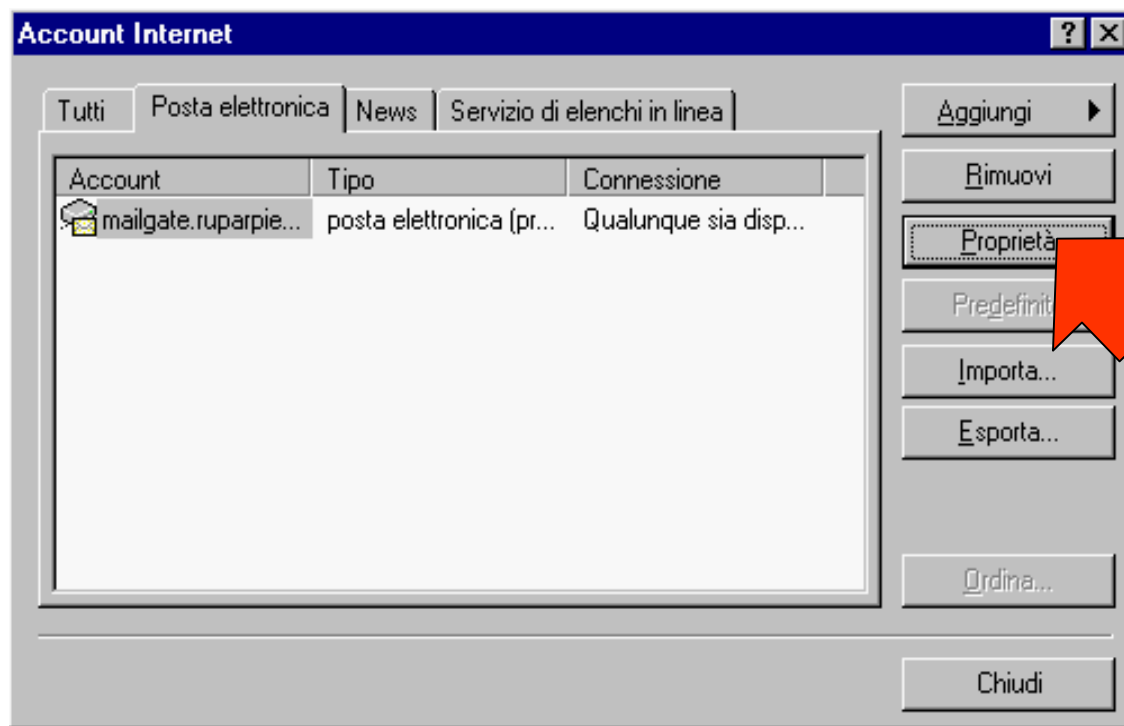 Account Internet
Tutti Posta elettronica News Servizio di elenchi in linea
Account Tipo Connessione
mailgate.ruparpie... posta elettronica (pr... Qualunque sia disp...
Aggiungi
Rimuovi
Proprietà
Importa...
Esporta...
Ordina...
Chiudi